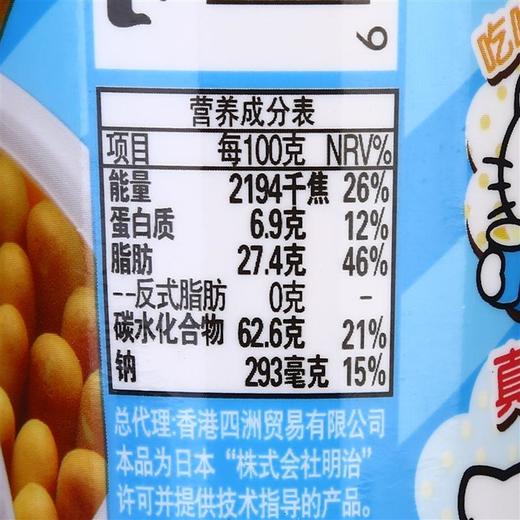 9
吃
营养成分表
项目 每100克 NRV%
能量 2194千焦 26%
蛋白质 6.9克 12%
脂肪 27.4克 46%
--反式脂肪 0克 -
碳水化合物 62.6克 21%
钠 293毫克 15%
真
总代理:香港四洲贸易有限公司
本品为日本“株式会社明治”
许可并提供技术指导的产品。